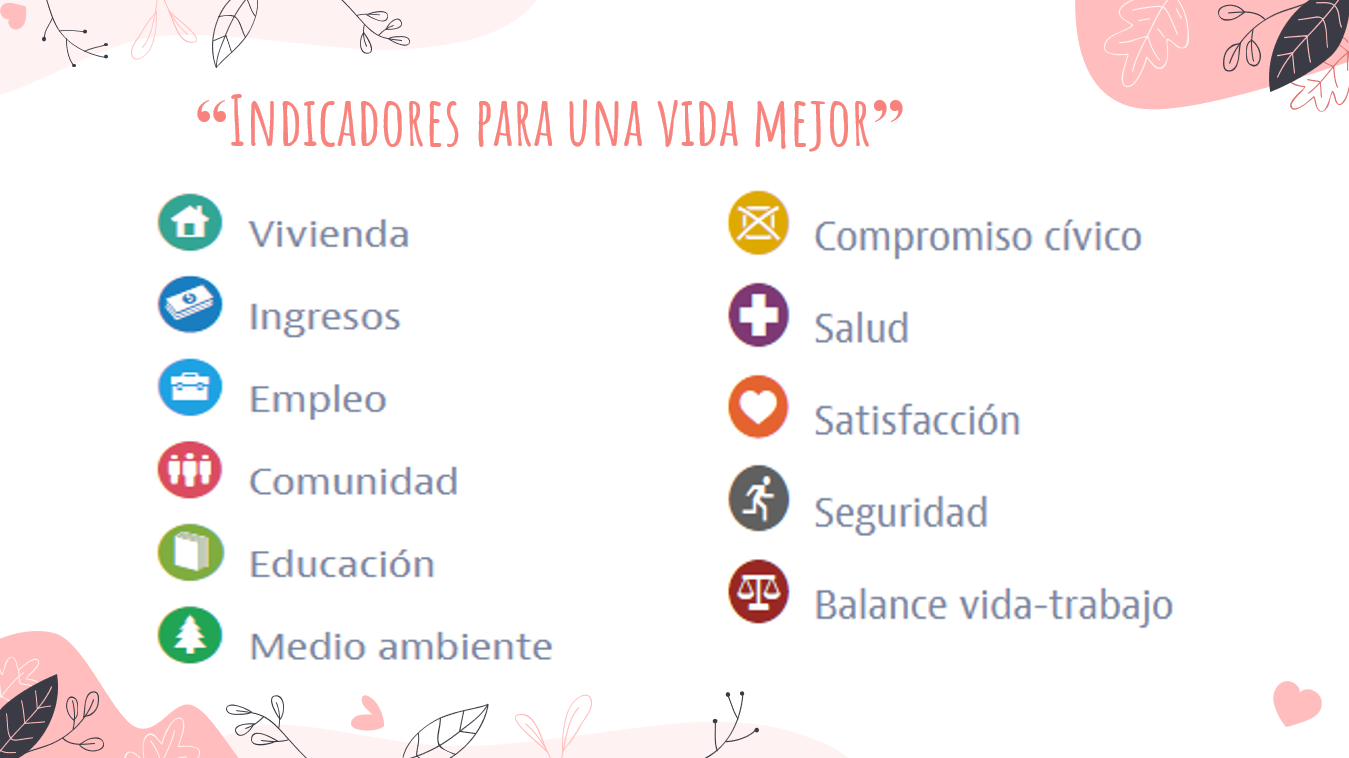 “Indicadores para una vida mejor”
Vivienda
Ingresos
Empleo
Comunidad
Educación
Medio ambiente
Compromiso cívico
Salud
Satisfacción
Seguridad
Balance vida-trabajo